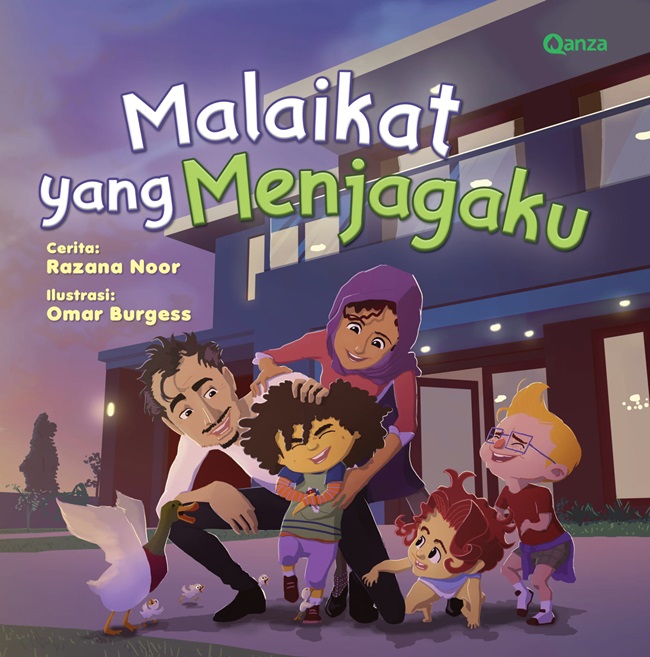 Qanza
Malaikat
yang Menjagaku
Cerita:
Razana Noor
Ilustrasi:
Omar Burgess